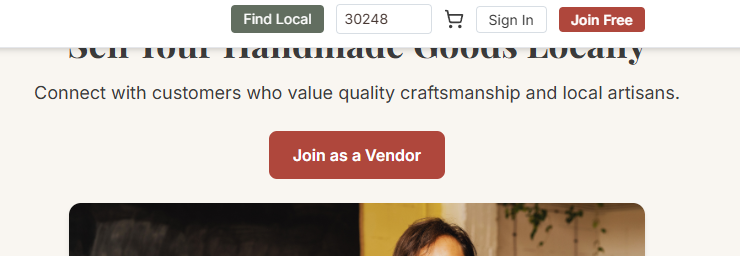 Find Local
30248
Sign In
Join Free
Sell Your Handmade Goods Locally
Connect with customers who value quality craftsmanship and local artisans.
Join as a Vendor